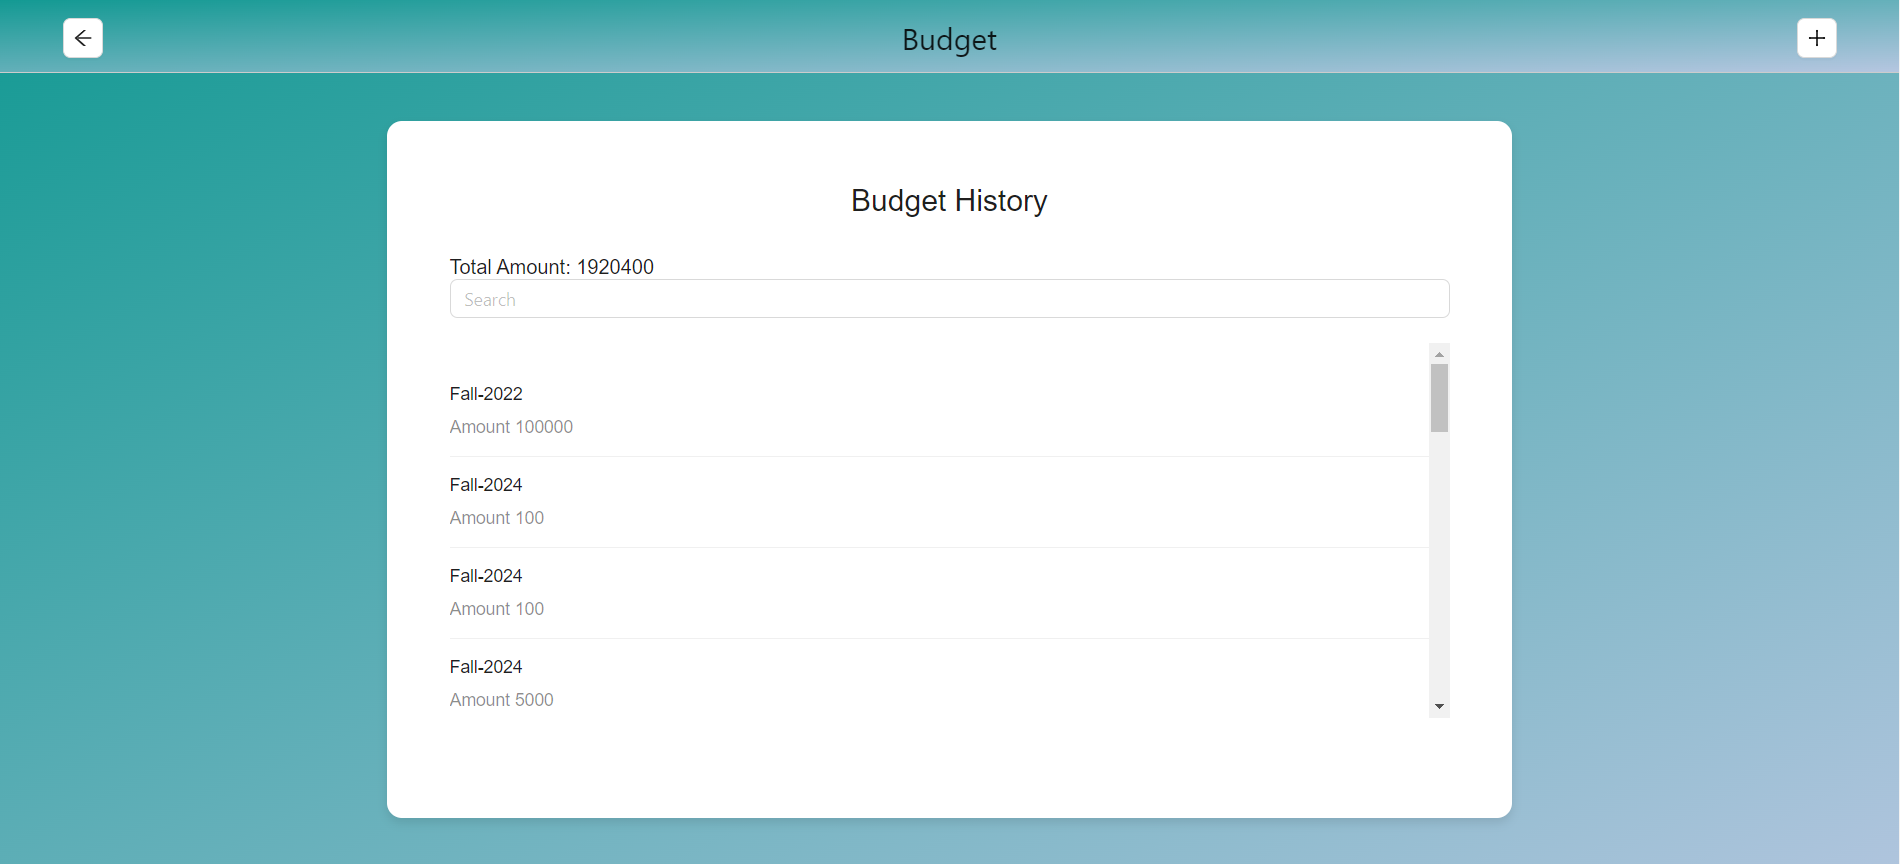 Budget
Budget History
Total Amount: 1920400
Search
Fall-2022
Amount 100000
Fall-2024
Amount 100
Fall-2024
Amount 100
Fall-2024
Amount 5000